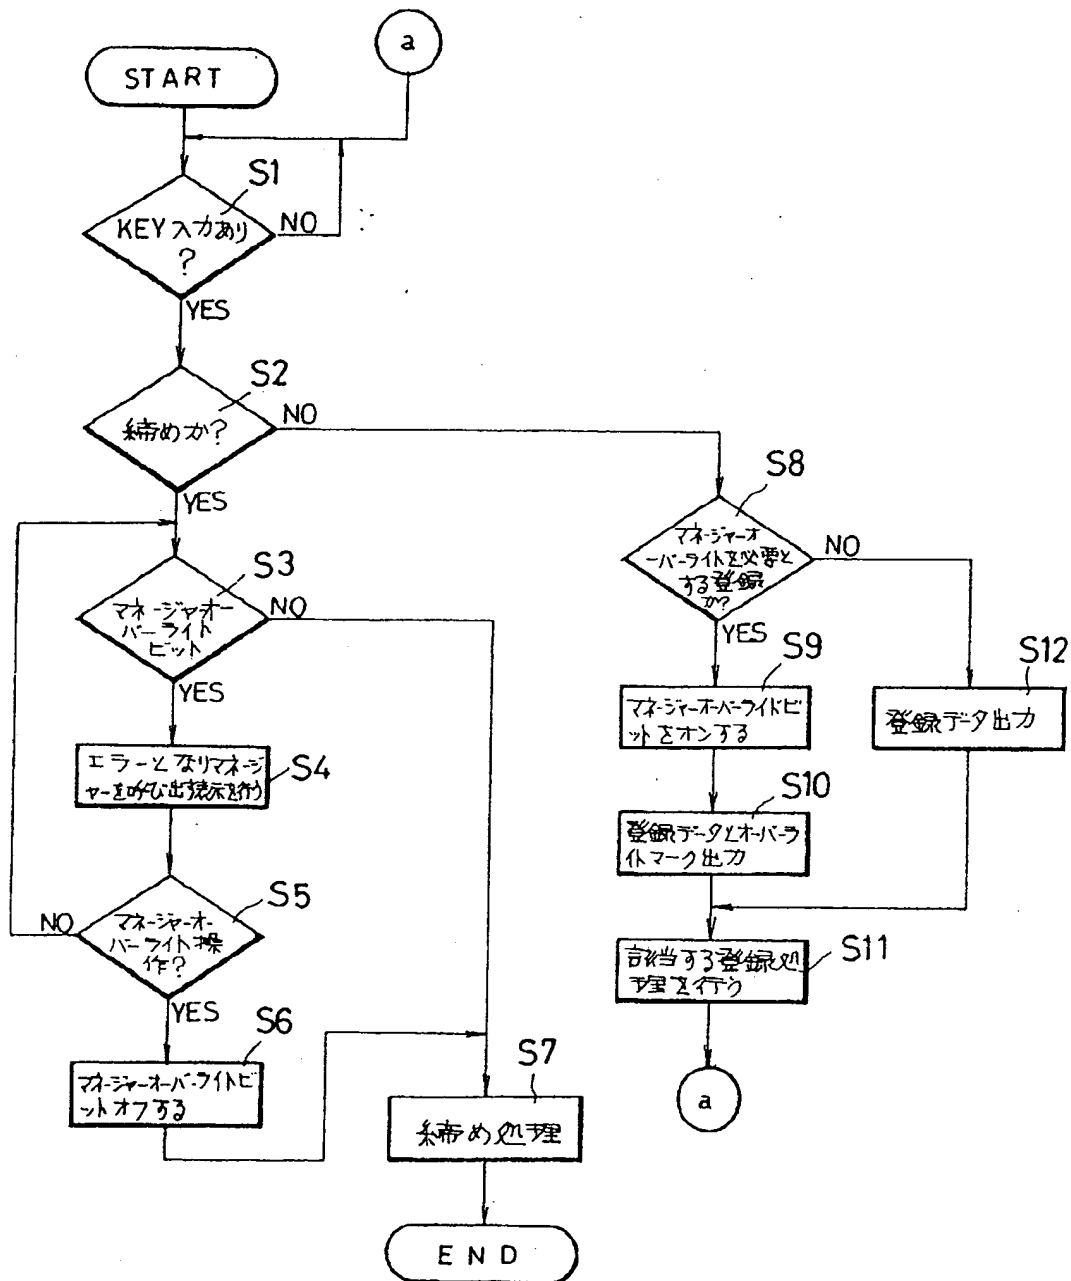 a
START
S1
KEY入力あり
?
NO
YES
S2
締めか?
NO
YES
S3
マネージャーオー
バーライト
ビット
NO
YES
エラーとなりマネージ
ャーを呼び出す表示を行う
S4
マネージャーオー
バーライト操
作?
S5
NO
YES
S6
マネージャーオーバーライトビ
ットオフする
S7
締め処理
END
S8
マネージャーオ
ーバーライトを必要と
する登録
か?
NO
YES
S9
マネージャーオーバーライドビ
ットをオンする
S10
登録データとオーバーラ
イトマーク出力
S12
登録データ出力
S11
該当する登録処
理を行う
a